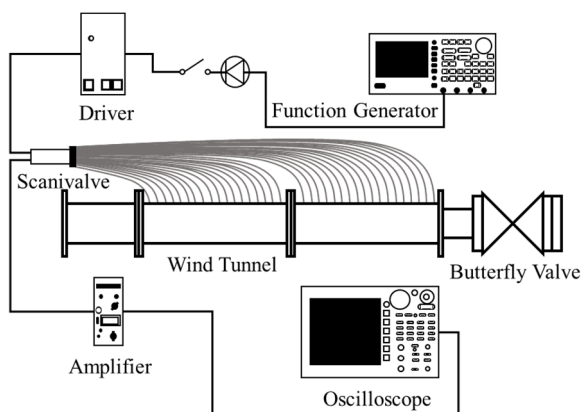 Driver
Function Generator
Scanivalve
Wind Tunnel
Butterfly Valve
Amplifier
Oscilloscope